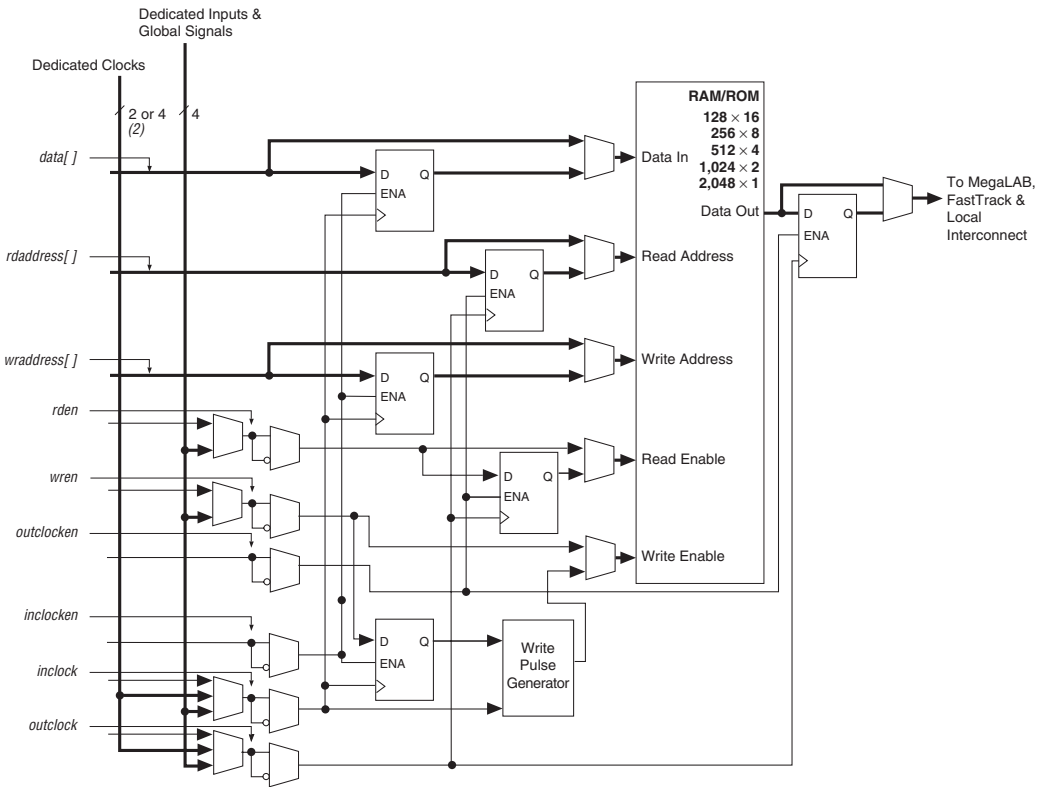 Dedicated Inputs &
Global Signals
Dedicated Clocks
2 or 4
(2)
4
RAM/ROM
128 × 16
256 × 8
512 × 4
1,024 × 2
2,048 × 1
data[ ]
D
Q
ENA
Data In
Data Out
D
Q
ENA
To MegaLAB,
FastTrack &
Local
Interconnect
rdaddress[ ]
D
Q
ENA
Read Address
wraddress[ ]
D
Q
ENA
Write Address
rden
D
Q
ENA
Read Enable
wren
outclocken
Write Enable
inclocken
D
Q
ENA
Write
Pulse
Generator
inclock
outclock